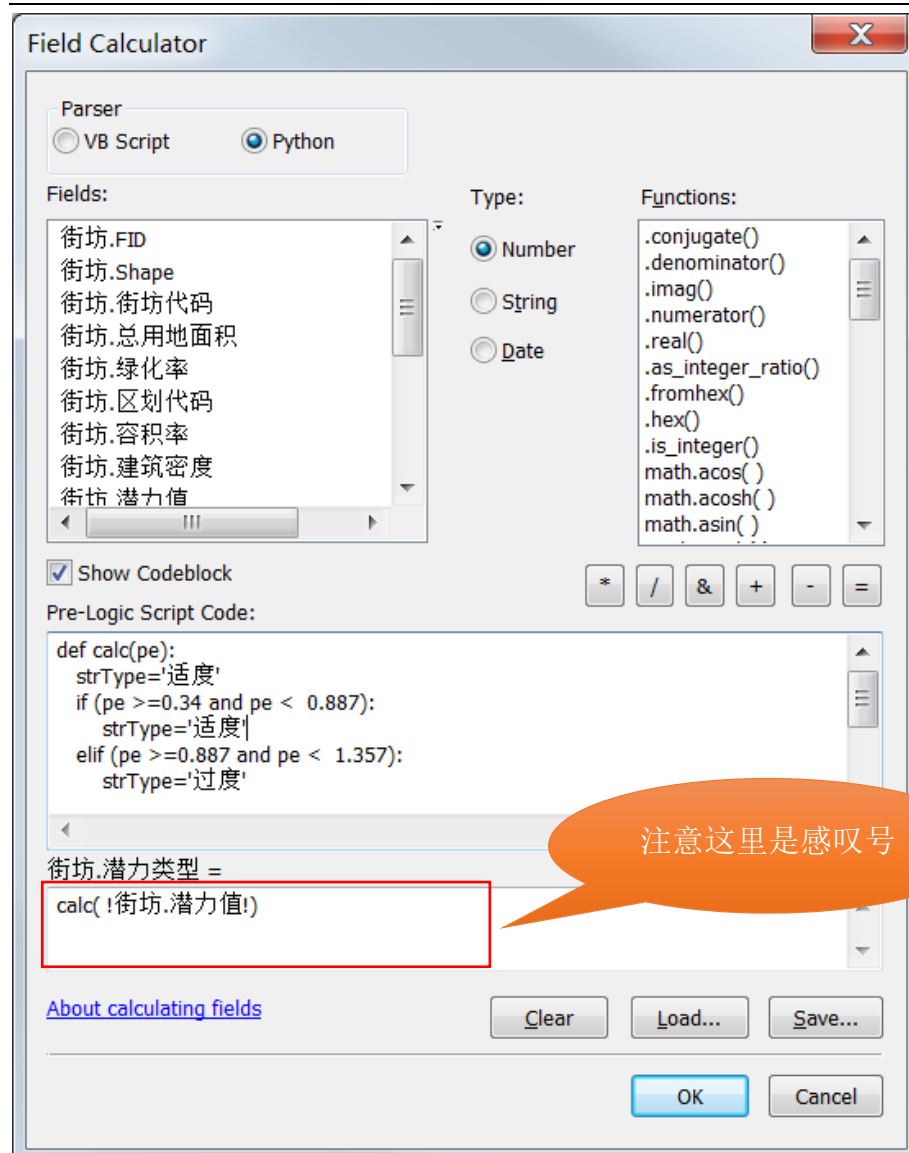 Field Calculator
Parser
VB Script Python
Fields:
Type:
Functions:
街坊.FID
街坊.Shape
街坊.街坊代码
街坊.总用地面积
街坊.绿化率
街坊.区划代码
街坊.容积率
街坊.建筑密度
街坊.潜力值
Number
String
Date
.conjugate()
.denominator()
.imag()
.numerator()
.real()
.as_integer_ratio()
.fromhex()
.hex()
.is_integer()
math.acos( )
math.acosh( )
math.asin( )
Show Codeblock
* / & + - =
Pre-Logic Script Code:
def calc(pe):
strType='适度'
if (pe >=0.34 and pe < 0.887):
strType='适度'
elif (pe >=0.887 and pe < 1.357):
strType='过度'
注意这里是感叹号
街坊.潜力类型 =
calc( !街坊.潜力值!)
About calculating fields
Clear Load... Save...
OK Cancel